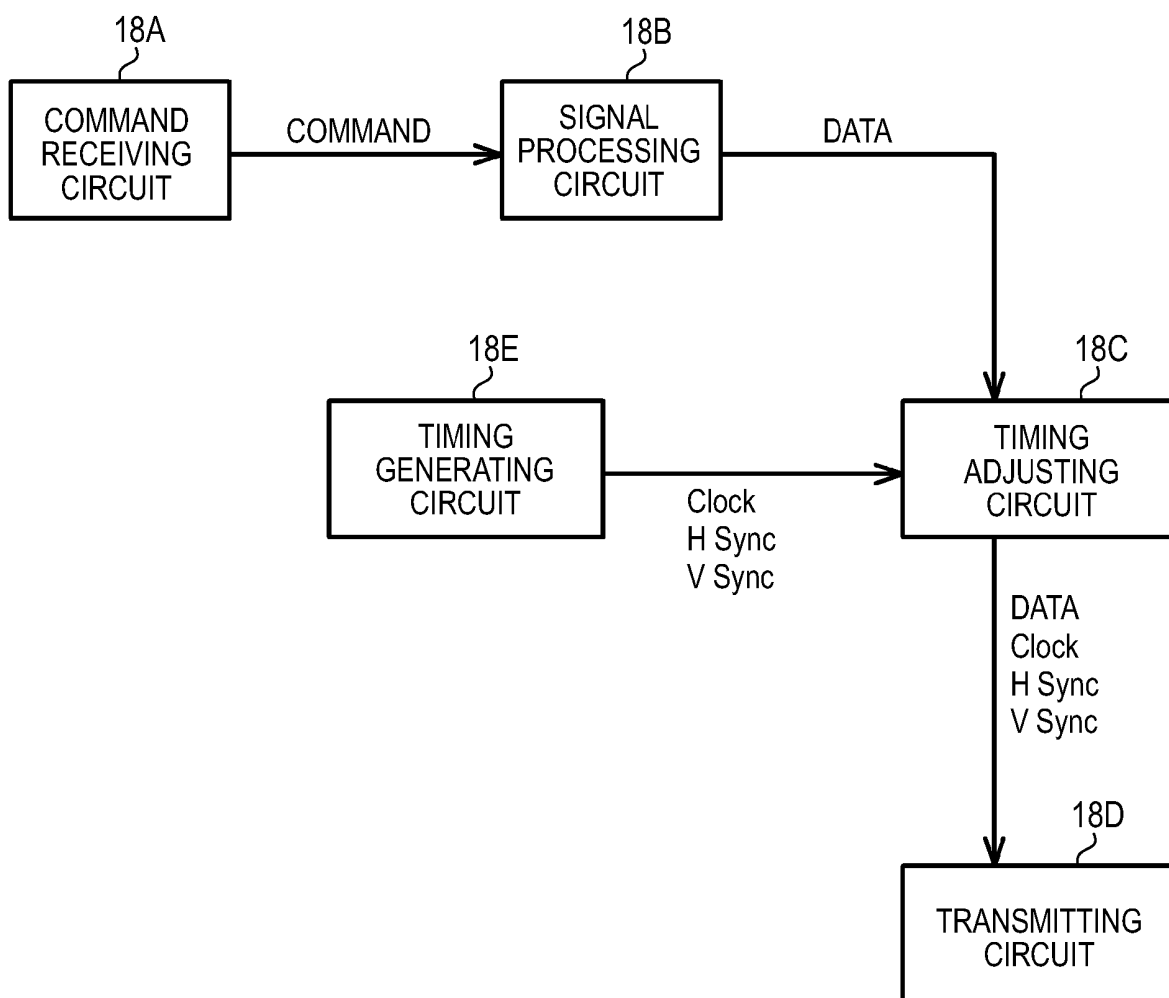 18A
18B
COMMAND
RECEIVING
CIRCUIT
COMMAND
SIGNAL
PROCESSING
CIRCUIT
DATA
18E
18C
TIMING
GENERATING
CIRCUIT
Clock
H Sync
V Sync
TIMING
ADJUSTING
CIRCUIT
DATA
Clock
H Sync
V Sync
18D
TRANSMITTING
CIRCUIT